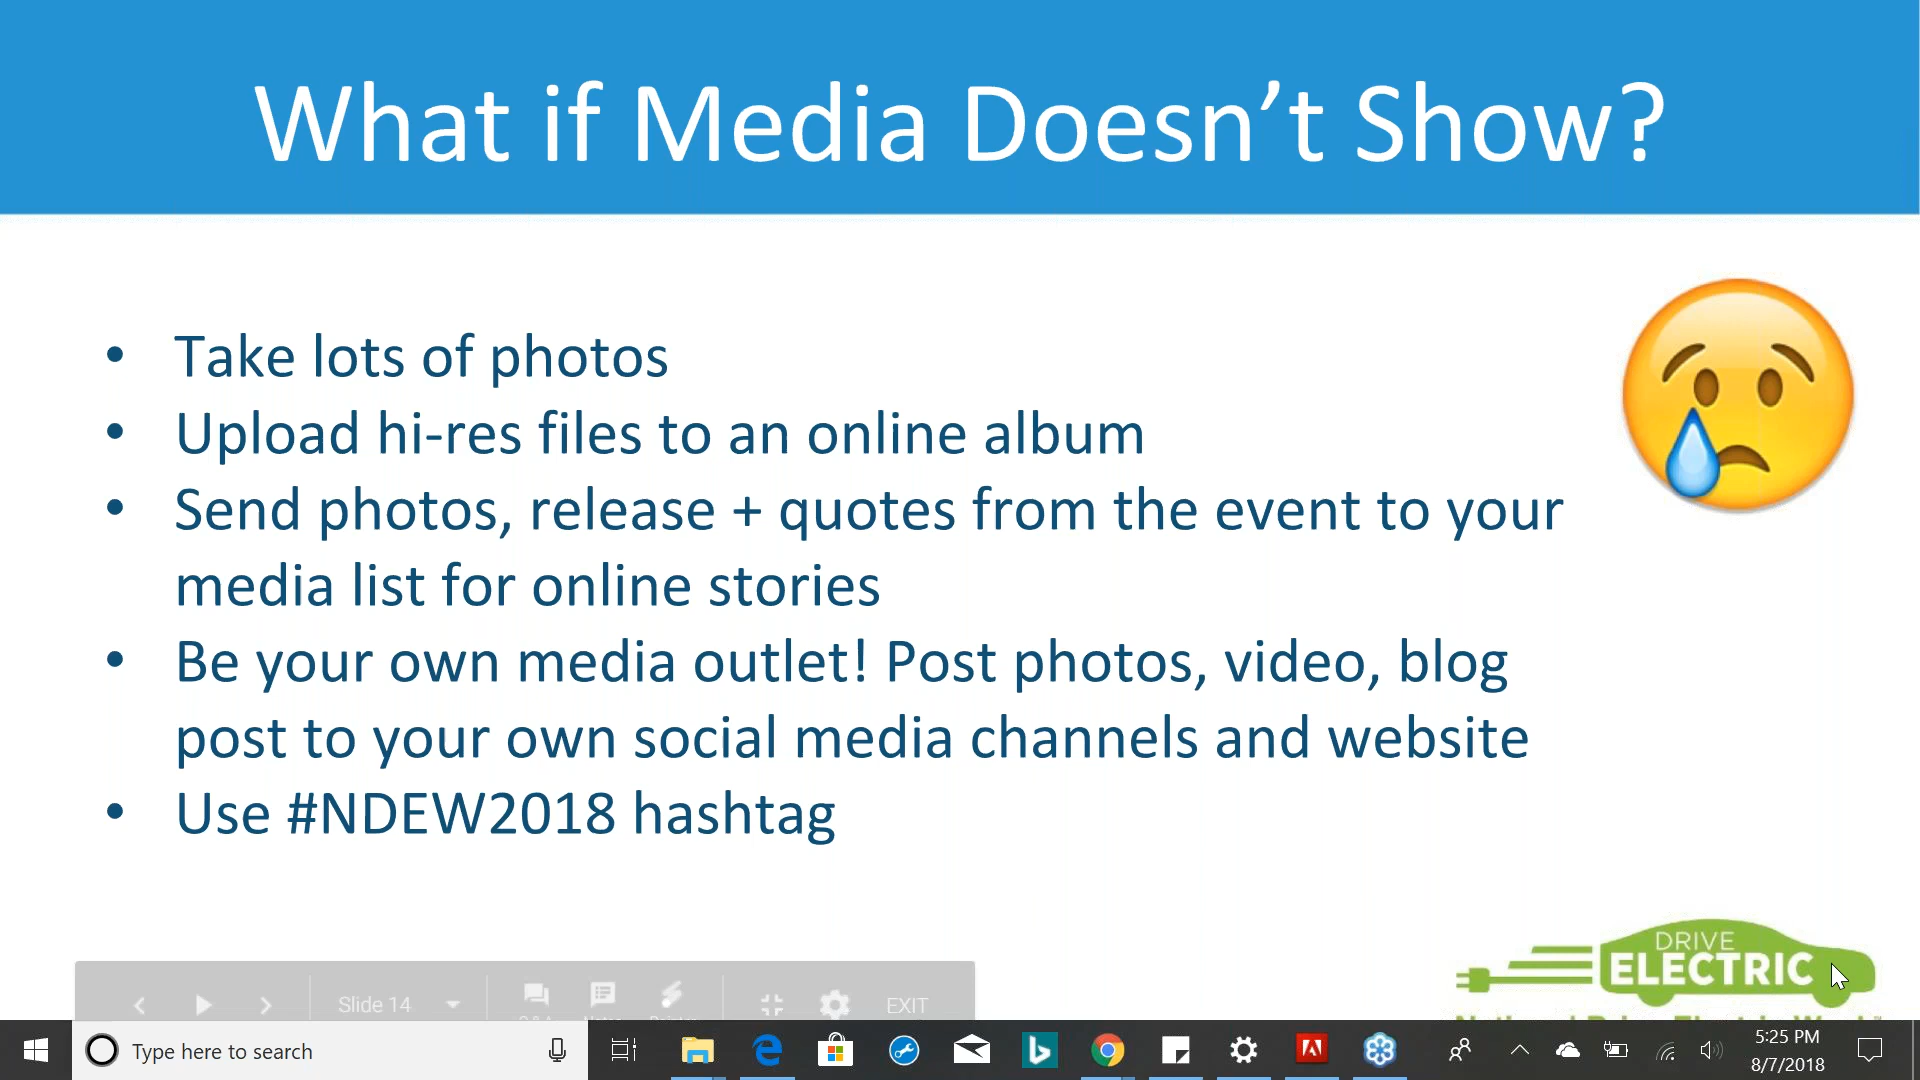 What if Media Doesn’t Show?
• Take lots of photos
• Upload hi-res files to an online album
• Send photos, release + quotes from the event to your
media list for online stories
• Be your own media outlet! Post photos, video, blog
post to your own social media channels and website
• Use #NDEW2018 hashtag
DRIVE
ELECTRIC
Slide 14
EXIT
Type here to search
5:25 PM
8/7/2018